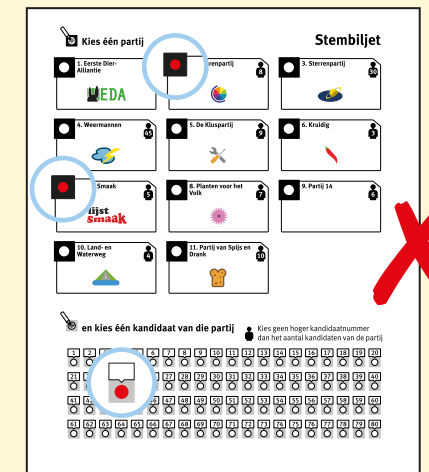 Kies één partij
Stembiljet
1. Eerste Dier-
Alliantie
EDA
renpartij
8
3. Sterrenpartij
30
4. Weermannen
45
5. De Kluspartij
9
6. Kruidig
3
Smaak
5
lijst
smaak
8. Planten voor het
Volk
7
9. Partij 14
6
10. Land- en
Waterweg
4
11. Partij van Spijs en
Drank
10
en kies één kandidaat van die partij
Kies geen hoger kandidaatnummer
dan het aantal kandidaten van de partij
1 2 6 7 8 9 10 11 12 13 14 15 16 17 18 19 20
21 27 28 29 30 31 32 33 34 35 36 37 38 39 40
41 42 47 48 49 50 51 52 53 54 55 56 57 58 59 60
61 62 63 64 65 66 67 68 69 70 71 72 73 74 75 76 77 78 79 80